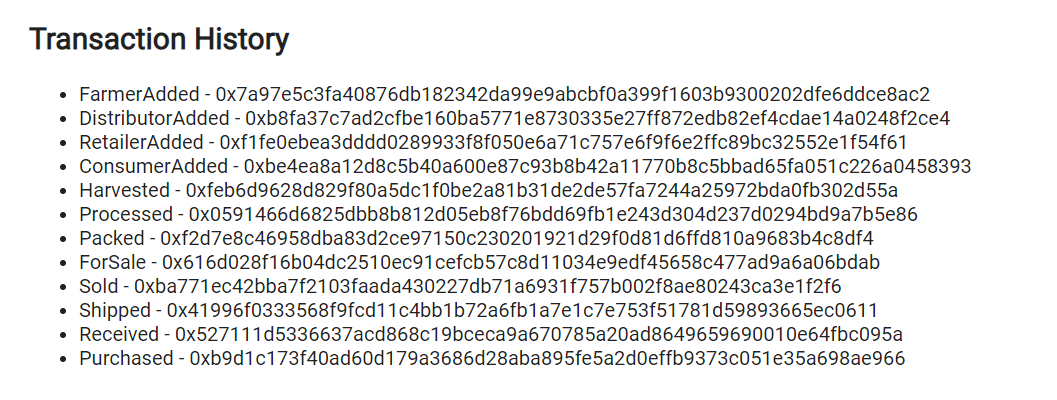 Transaction History
• FarmerAdded - 0x7a97e5c3fa40876db182342da99e9abcbf0a399f1603b9300202dfe6ddce8ac2
• DistributorAdded - 0xb8fa37c7ad2cfbe160ba5771e8730335e27ff872edb82ef4cdae14a0248f2ce4
• RetailerAdded - 0xf1fe0ebea3dddd0289933f8f050e6a71c757e6f9f6e2ffc89bc32552e1f54f61
• ConsumerAdded - 0xbe4ea8a12d8c5b40a600e87c93b8b42a11770b8c5bbad65fa051c226a0458393
• Harvested - 0xfeb6d9628d829f80a5dc1f0be2a81b31de2de57fa7244a25972bda0fb302d55a
• Processed - 0x0591466d6825dbb8b812d05eb8f76bdd69fb1e243d304d237d0294bd9a7b5e86
• Packed - 0xf2d7e8c46958dba83d2ce97150c230201921d29f0d81d6ffd810a9683b4c8df4
• ForSale - 0x616d028f16b04dc2510ec91cefcb57c8d11034e9edf45658c477ad9a6a06bdab
• Sold - 0xba771ec42bba7f2103faada430227db71a6931f757b002f8ae80243ca3e1f2f6
• Shipped - 0x41996f0333568f9fcd11c4bb1b72a6fb1a7e1c7e753f51781d59893665ec0611
• Received - 0x527111d5336637acd868c19bceca9a670785a20ad8649659690010e64fbc095a
• Purchased - 0xb9d1c173f40ad60d179a3686d28aba895fe5a2d0effb9373c051e35a698ae966